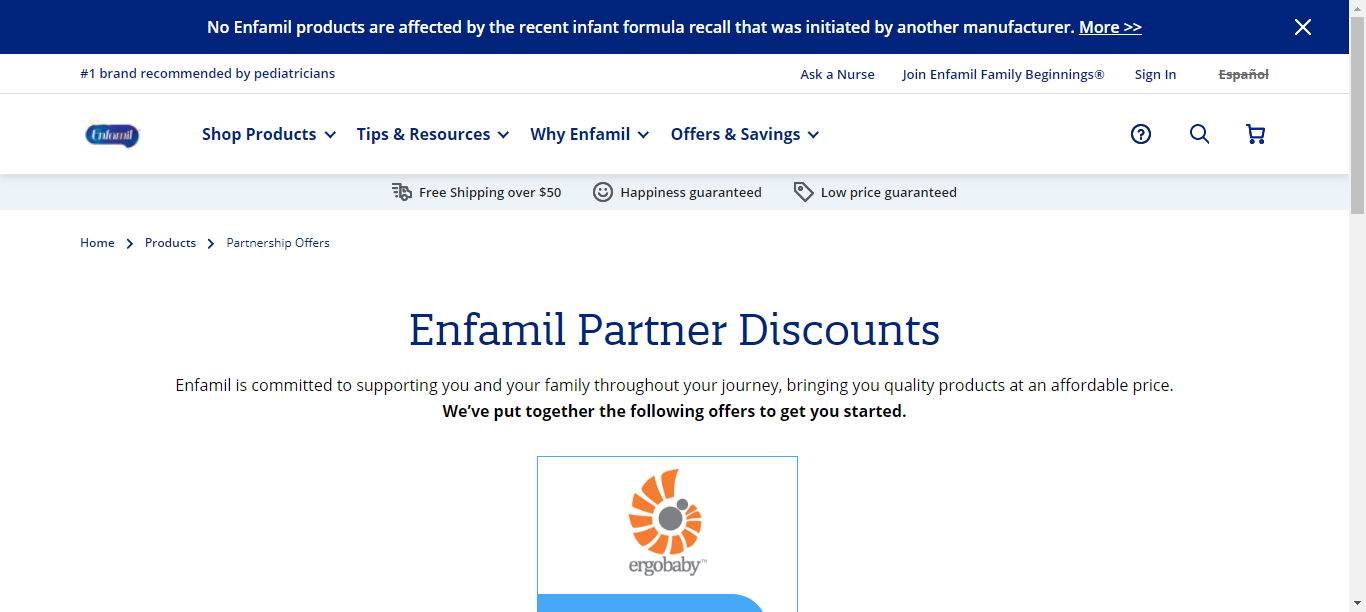 No Enfamil products are affected by the recent infant formula recall that was initiated by another manufacturer. More >>
#1 brand recommended by pediatricians
Ask a Nurse
Join Enfamil Family Beginnings®
Sign In
Español
Enfamil
Shop Products
Tips & Resources
Why Enfamil
Offers & Savings
Free Shipping over $50
Happiness guaranteed
Low price guaranteed
Home
Products
Partnership Offers
Enfamil Partner Discounts
Enfamil is committed to supporting you and your family throughout your journey, bringing you quality products at an affordable price.
We’ve put together the following offers to get you started.
ergobaby™